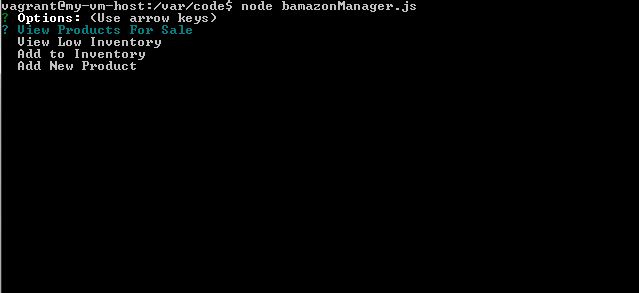 vagrant@my-vm-host:/var/code$ node bamazonManager.js
? Options: (Use arrow keys)
? View Products For Sale
View Low Inventory
Add to Inventory
Add New Product